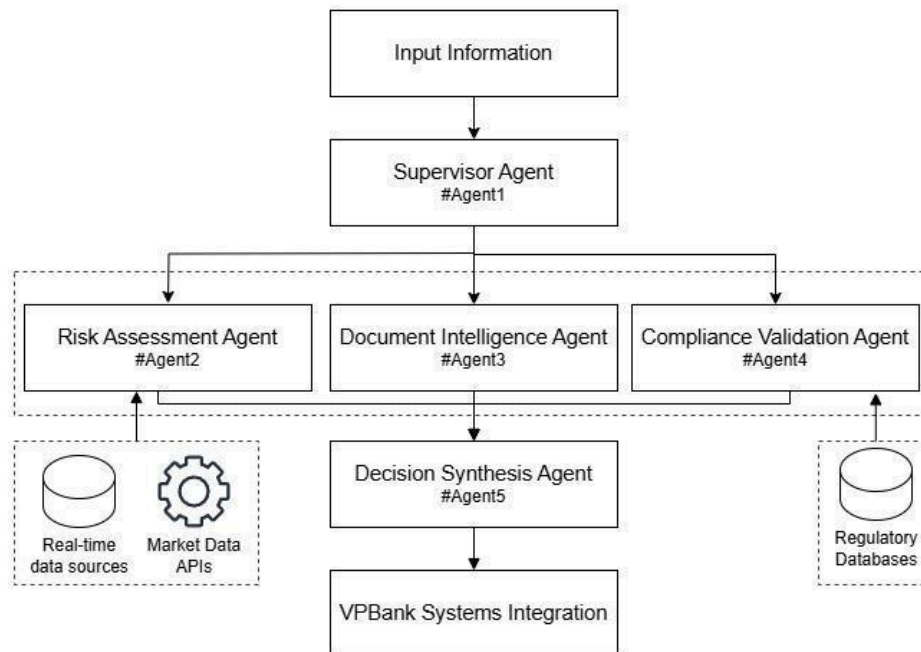 Input Information
Supervisor Agent
#Agent1
Risk Assessment Agent
#Agent2
Document Intelligence Agent
#Agent3
Compliance Validation Agent
#Agent4
Real-time
data sources
Market Data
APIs
Decision Synthesis Agent
#Agent5
Regulatory
Databases
VPBank Systems Integration